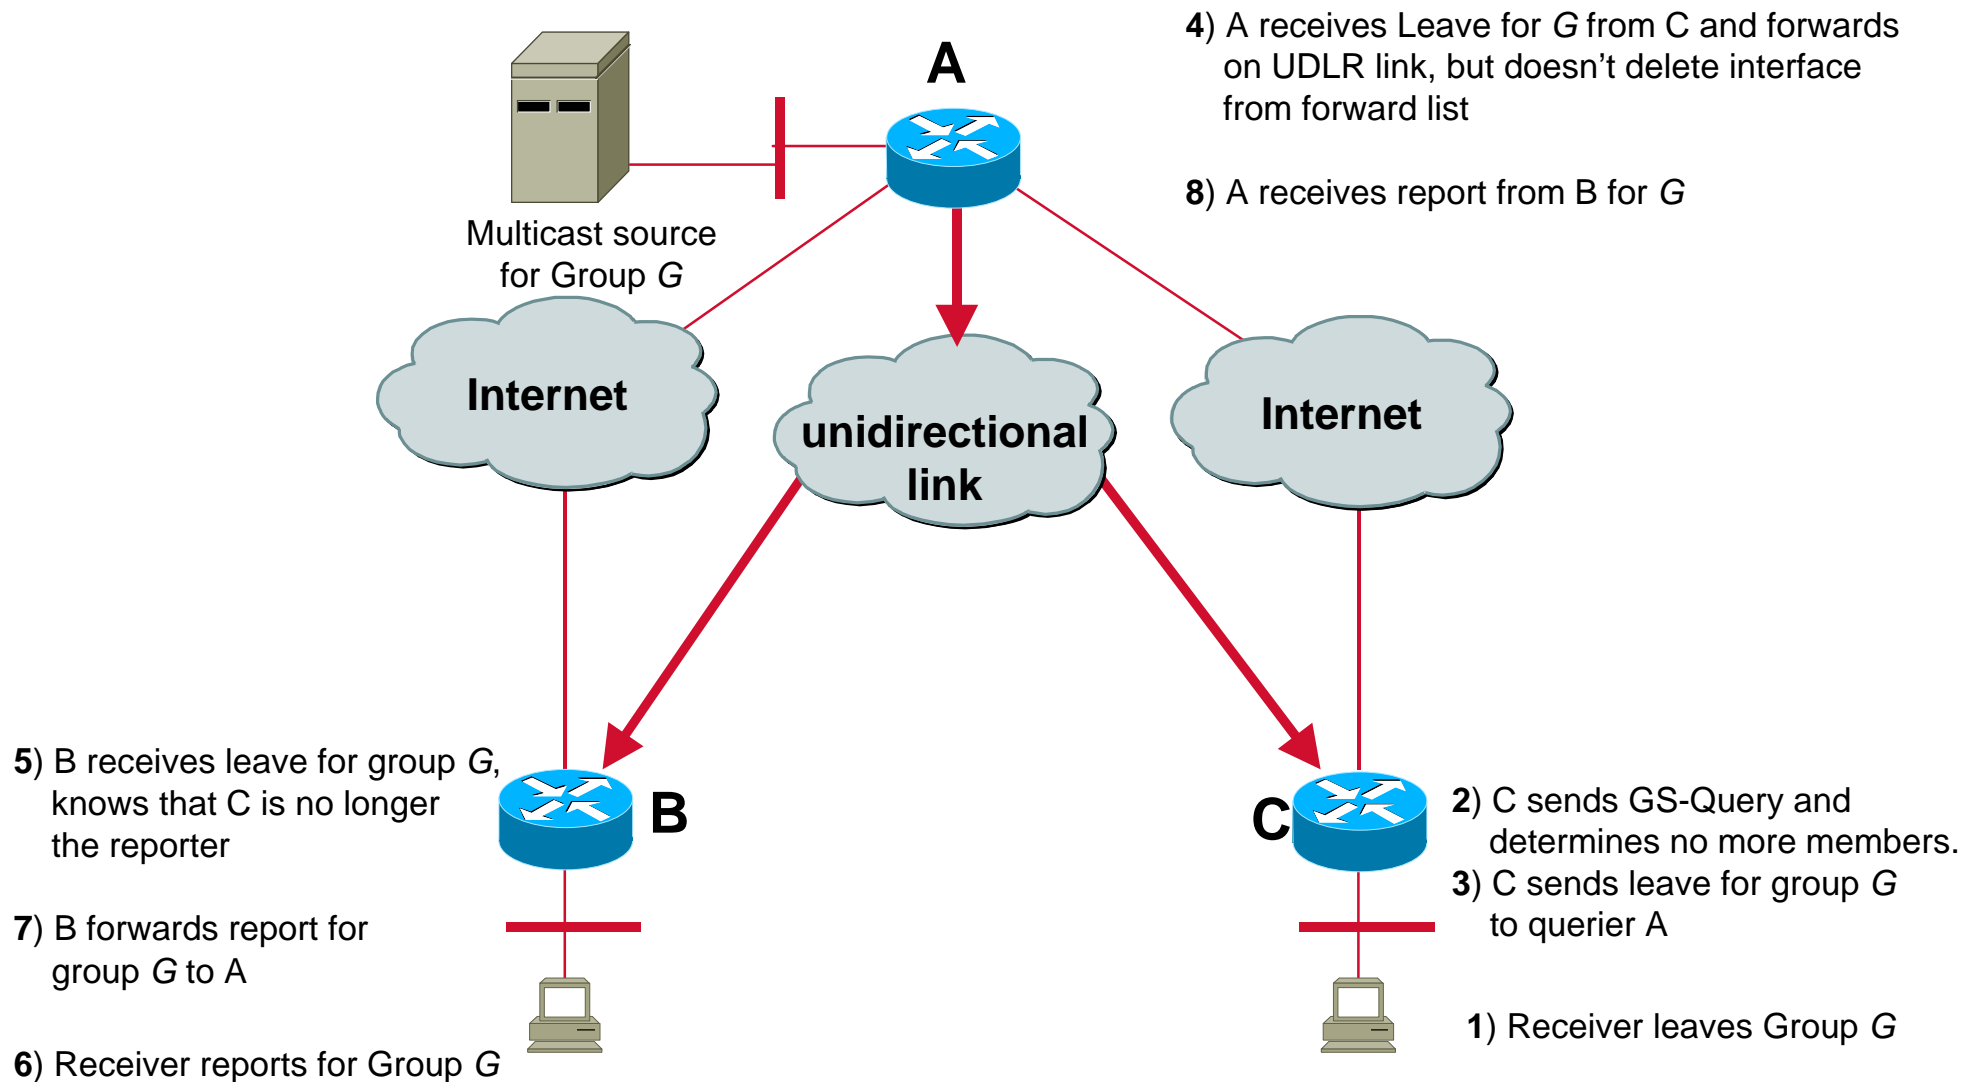 A
4) A receives Leave for G from C and forwards
on UDLR link, but doesn’t delete interface
from forward list
8) A receives report from B for G
Multicast source
for Group G
Internet
unidirectional
link
Internet
5) B receives leave for group G,
knows that C is no longer
the reporter
B
C
2) C sends GS-Query and
determines no more members.
3) C sends leave for group G
to querier A
7) B forwards report for
group G to A
1) Receiver leaves Group G
6) Receiver reports for Group G